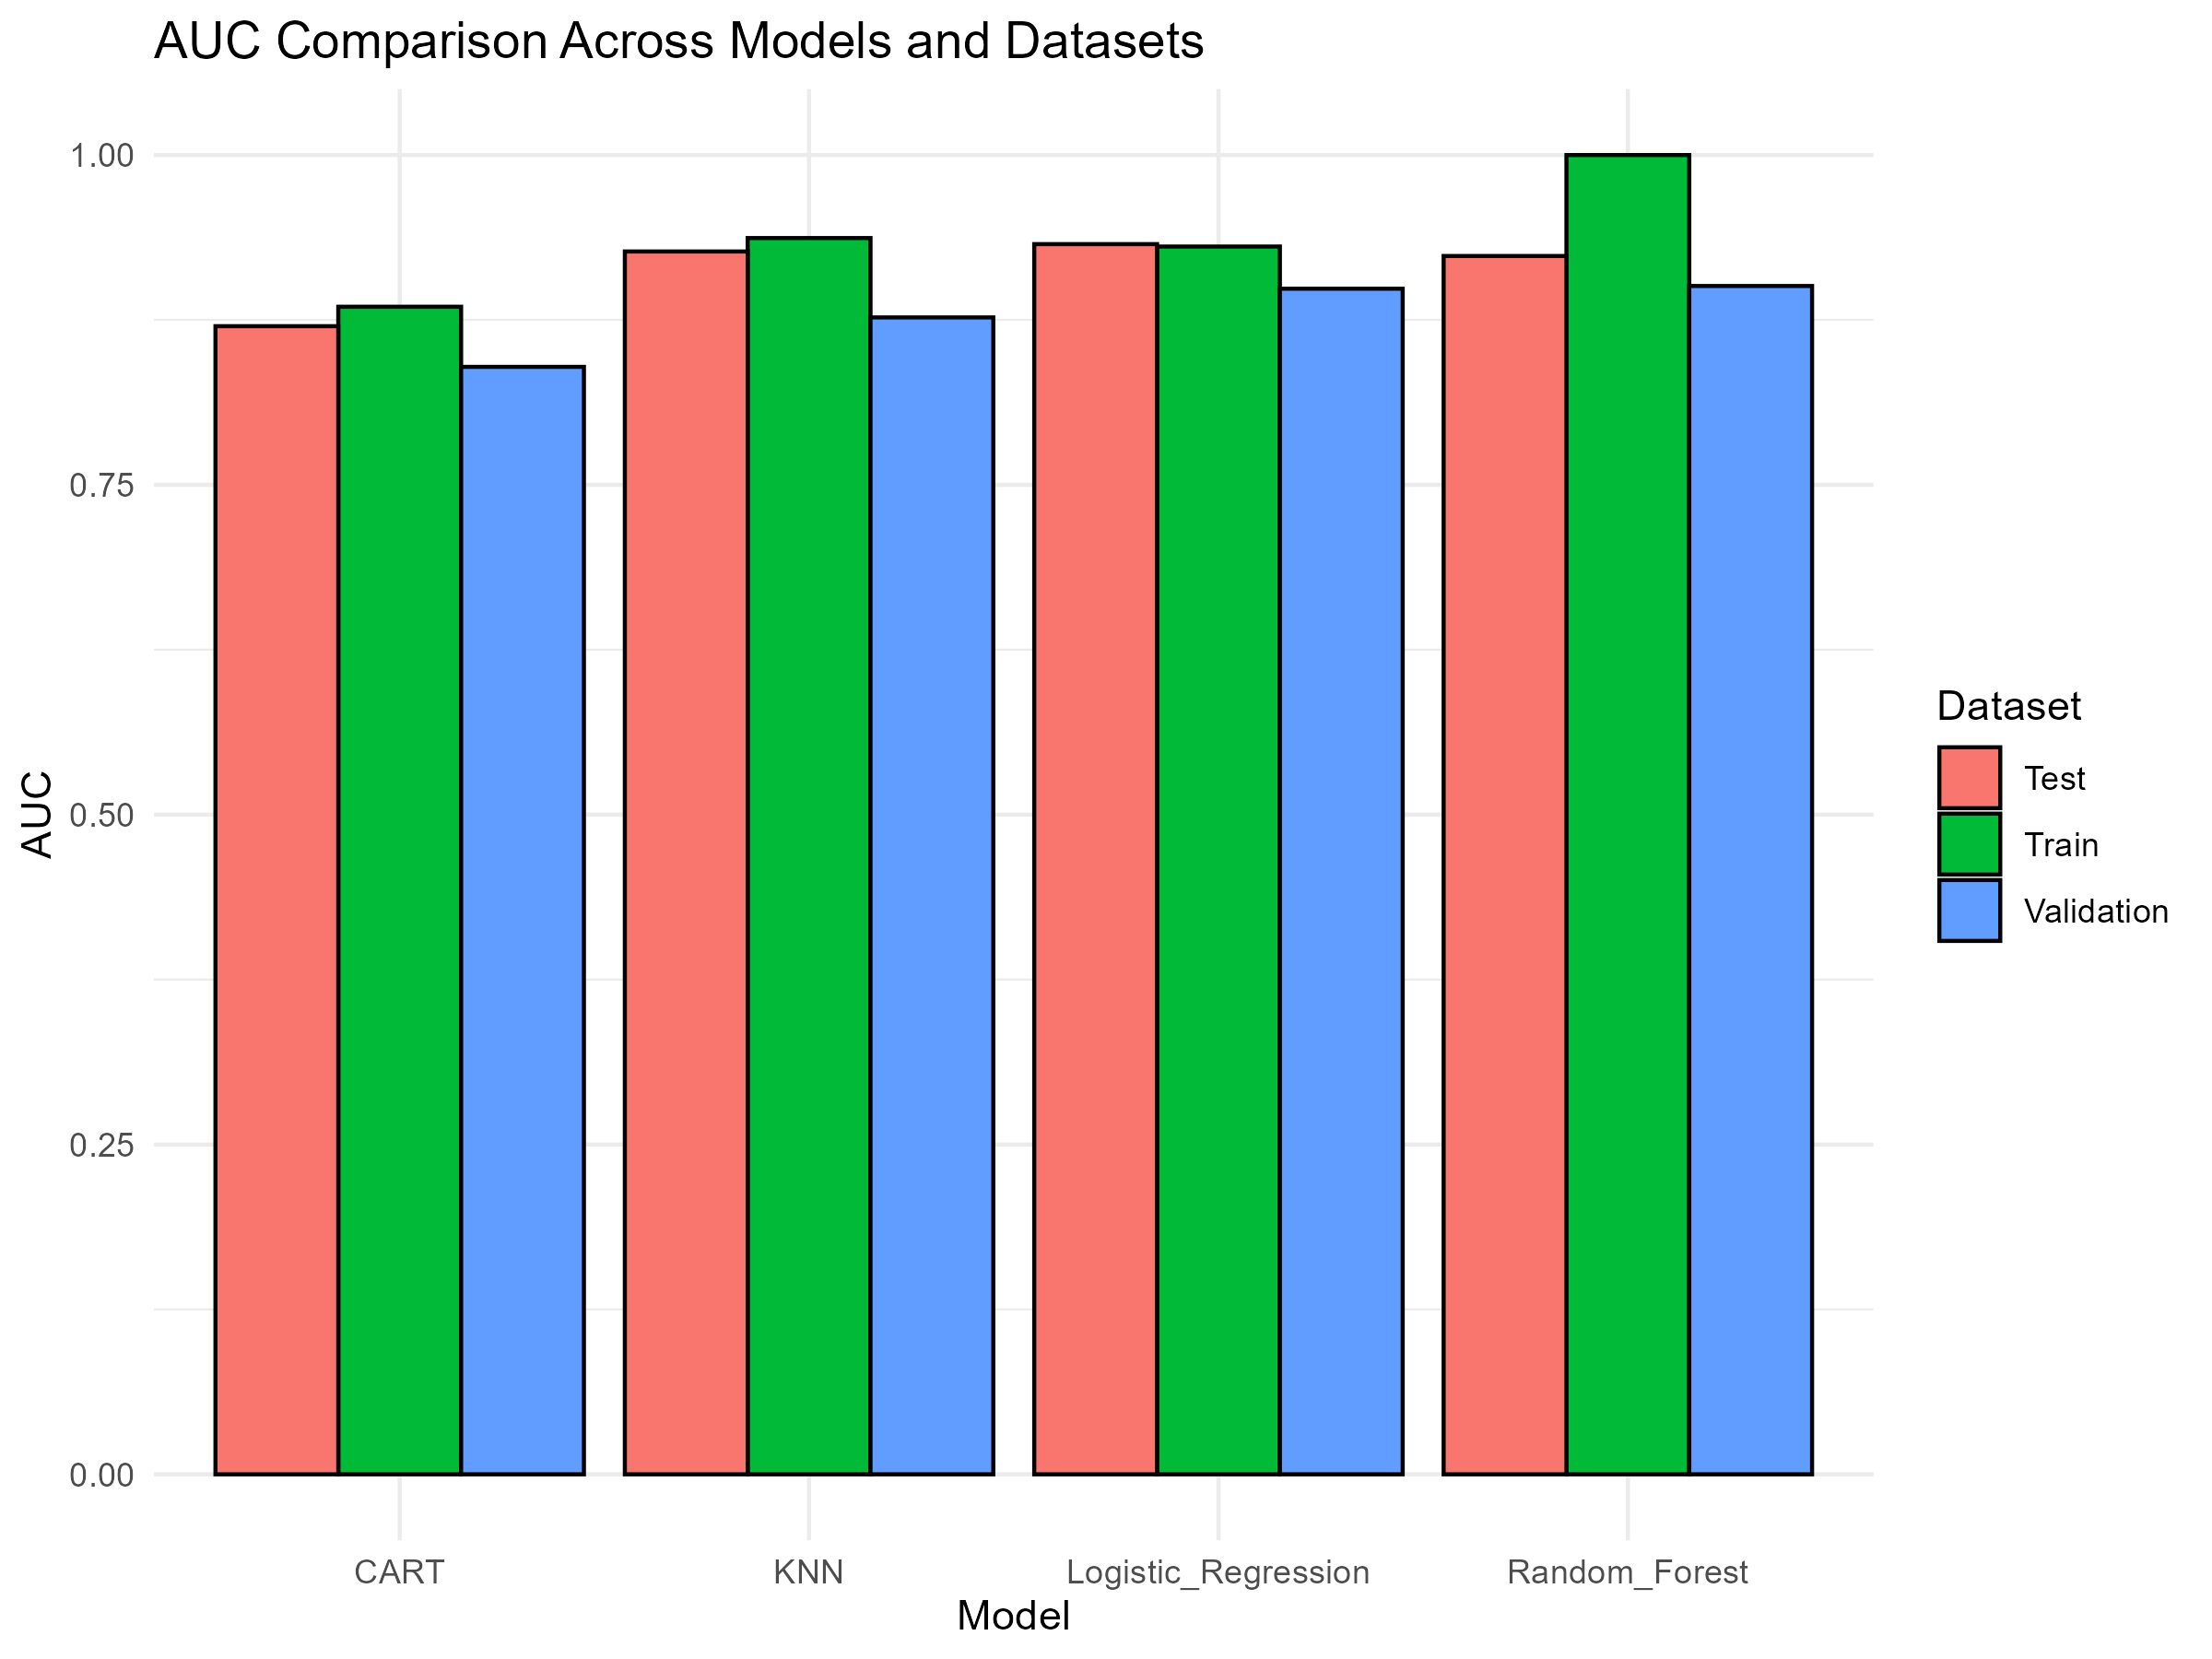 AUC Comparison Across Models and Datasets
1.00
0.75
0.50
0.25
0.00
AUC
CART
KNN
Logistic_Regression
Random_Forest
Model
Dataset
Test
Train
Validation